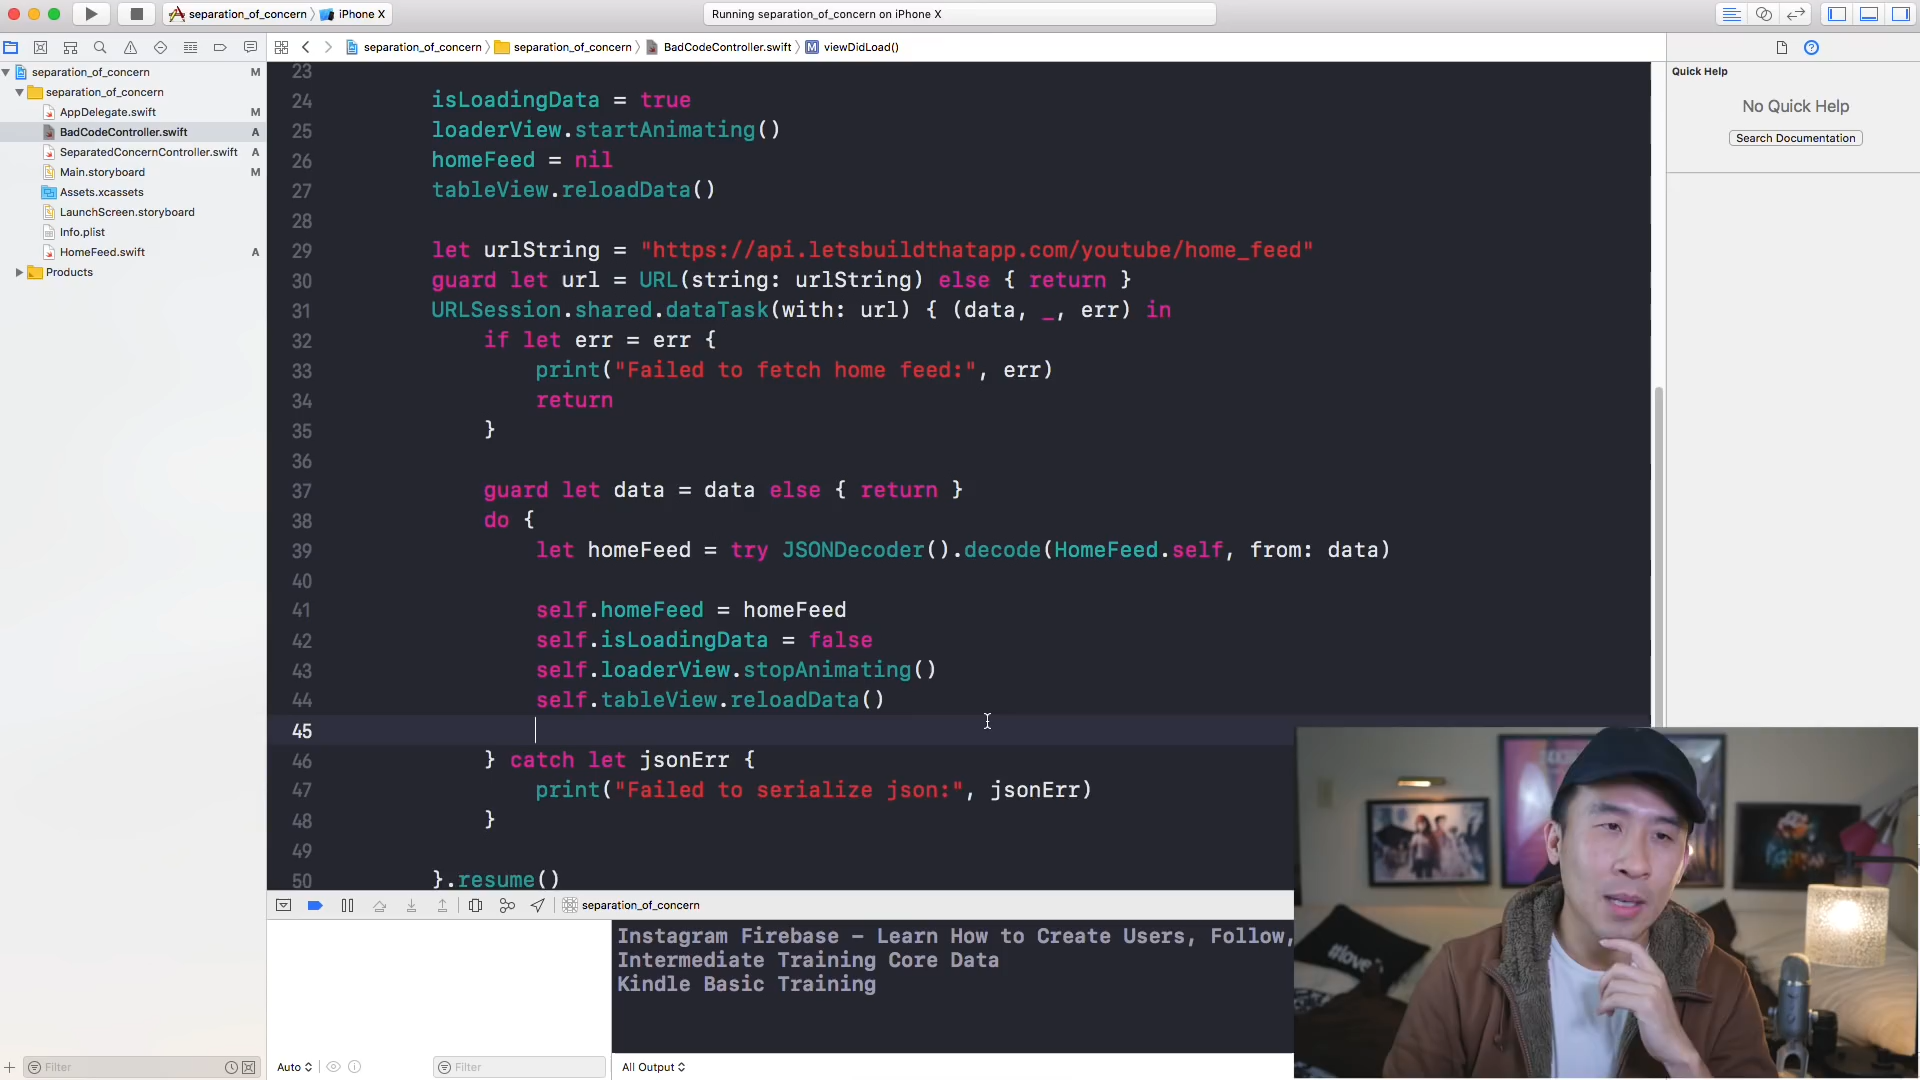 separation_of_concern
iPhone X
Running separation_of_concern on iPhone X
separation_of_concern
separation_of_concern
BadCodeController.swift
viewDidLoad()
separation_of_concern M
separation_of_concern
AppDelegate.swift M
BadCodeController.swift A
SeparatedConcernController.swift A
Main.storyboard M
Assets.xcassets
LaunchScreen.storyboard
Info.plist
HomeFeed.swift A
Products
23
24 isLoadingData = true
25 loaderView.startAnimating()
26 homeFeed = nil
27 tableView.reloadData()
28
29 let urlString = "https://api.letsbuildthatapp.com/youtube/home_feed"
30 guard let url = URL(string: urlString) else { return }
31 URLSession.shared.dataTask(with: url) { (data, _, err) in
32 if let err = err {
33 print("Failed to fetch home feed:", err)
34 return
35 }
36
37 guard let data = data else { return }
38 do {
39 let homeFeed = try JSONDecoder().decode(HomeFeed.self, from: data)
40
41 self.homeFeed = homeFeed
42 self.isLoadingData = false
43 self.loaderView.stopAnimating()
44 self.tableView.reloadData()
45
46 } catch let jsonErr {
47 print("Failed to serialize json:", jsonErr)
48 }
49
50 }.resume()
Quick Help
No Quick Help
Search Documentation
separation_of_concern
Instagram Firebase - Learn How to Create Users, Follow,
Intermediate Training Core Data
Kindle Basic Training
Filter
Auto
Filter
All Output
#love